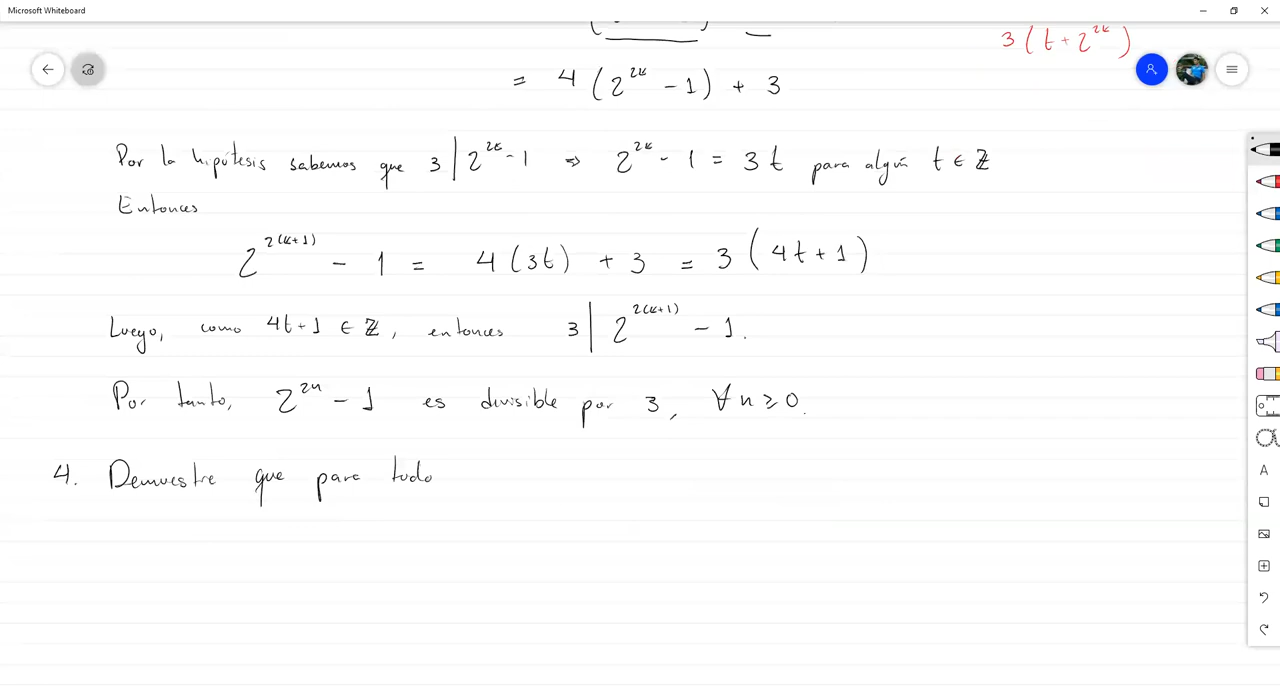 Microsoft Whiteboard
3 ( t + 2^{2k} )
= 4 ( 2^{2k} - 1 ) + 3
Por la hipótesis sabemos que 3 | 2^{2k} - 1 ⇒ 2^{2k} - 1 = 3t para algún t ∈ ℤ
Entonces
2^{2(k+1)} - 1 = 4 (3t) + 3 = 3 ( 4t + 1 )
Luego, como 4t+1 ∈ ℤ, entonces 3 | 2^{2(k+1)} - 1.
Por tanto, 2^{2n} - 1 es divisible por 3, ∀ n ≥ 0.
4. Demuestre que para todo